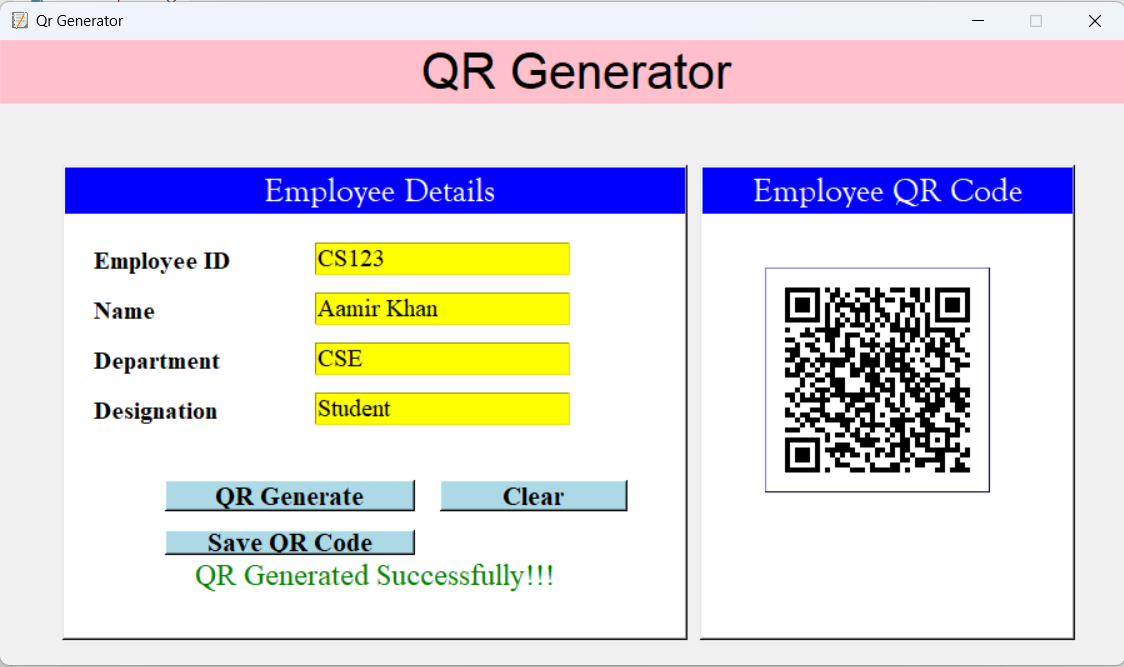 Qr Generator
QR Generator
Employee Details
Employee ID CS123
Name Aamir Khan
Department CSE
Designation Student
QR Generate Clear
Save QR Code
QR Generated Successfully!!!
Employee QR Code